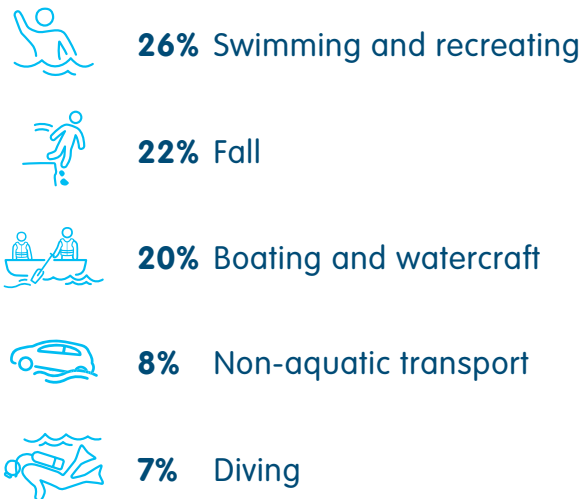 26% Swimming and recreating
22% Fall
20% Boating and watercraft
8% Non-aquatic transport
7% Diving